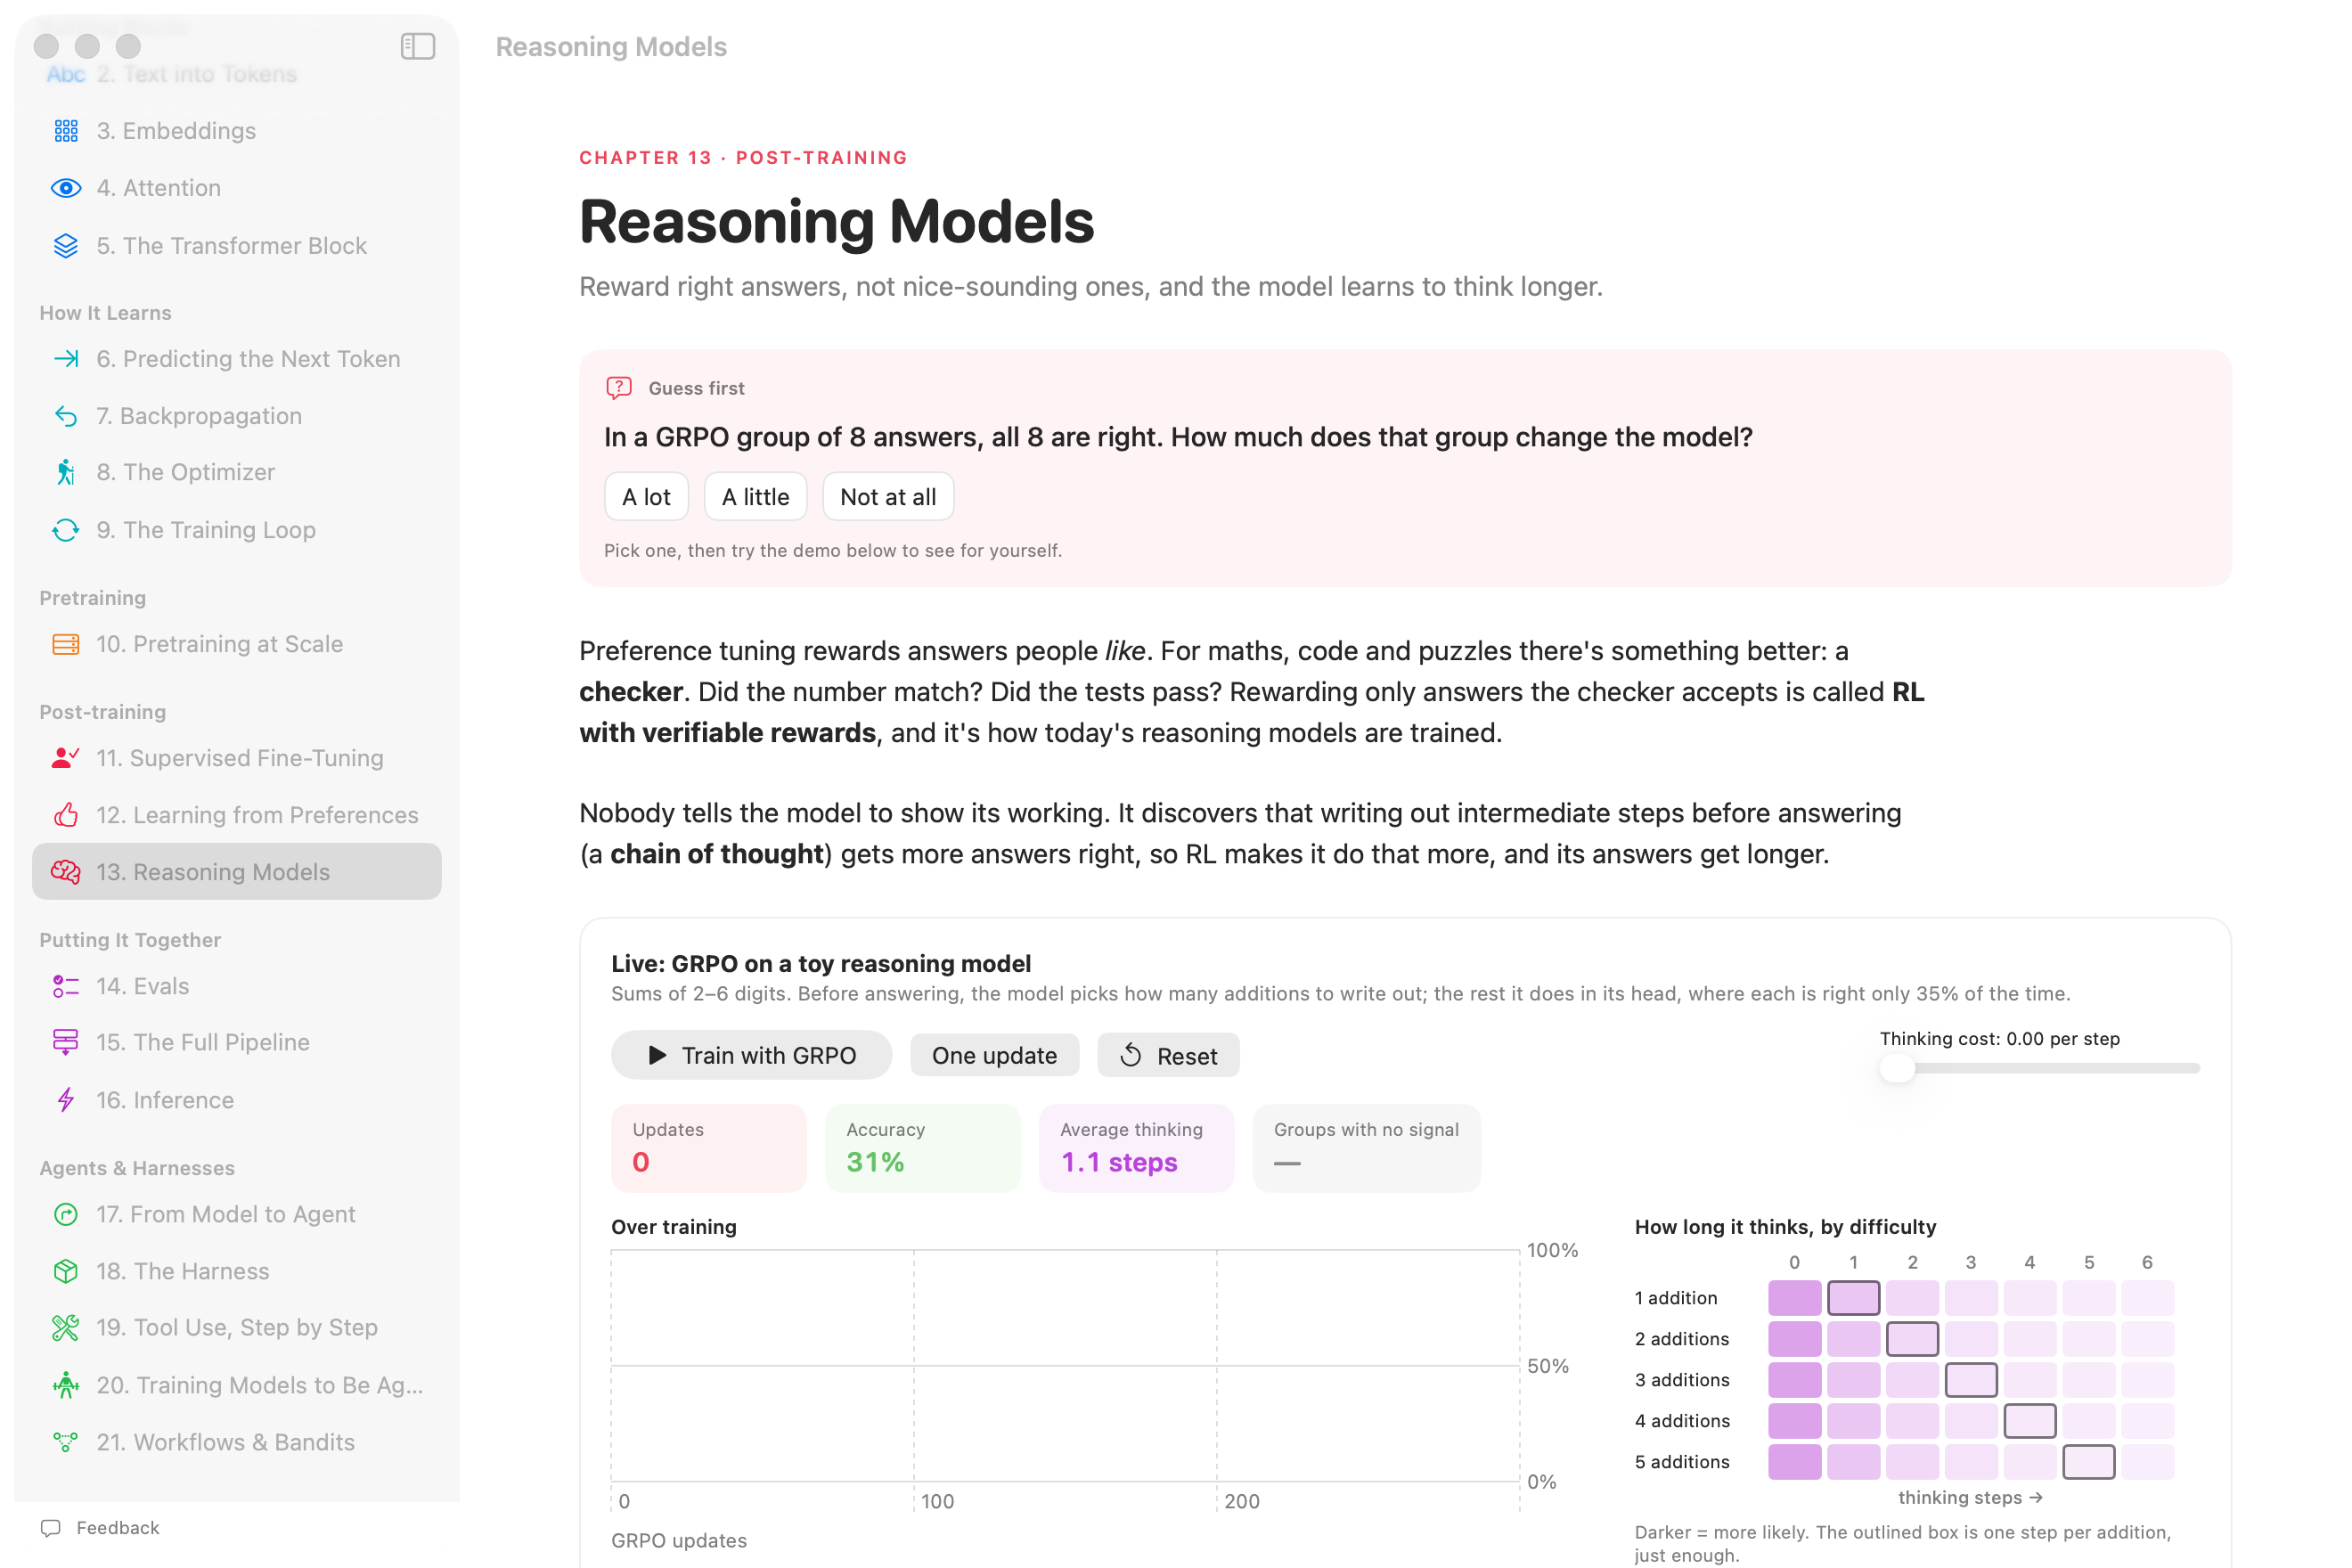 Abc 2. Text into Tokens
3. Embeddings
4. Attention
5. The Transformer Block
How It Learns
6. Predicting the Next Token
7. Backpropagation
8. The Optimizer
9. The Training Loop
Pretraining
10. Pretraining at Scale
Post-training
11. Supervised Fine-Tuning
12. Learning from Preferences
13. Reasoning Models
Putting It Together
14. Evals
15. The Full Pipeline
16. Inference
Agents & Harnesses
17. From Model to Agent
18. The Harness
19. Tool Use, Step by Step
20. Training Models to Be Ag...
21. Workflows & Bandits
Feedback
Reasoning Models
CHAPTER 13 · POST-TRAINING
Reasoning Models
Reward right answers, not nice-sounding ones, and the model learns to think longer.
Guess first
In a GRPO group of 8 answers, all 8 are right. How much does that group change the model?
A lot
A little
Not at all
Pick one, then try the demo below to see for yourself.
Preference tuning rewards answers people like. For maths, code and puzzles there's something better: a
checker. Did the number match? Did the tests pass? Rewarding only answers the checker accepts is called RL
with verifiable rewards, and it's how today's reasoning models are trained.
Nobody tells the model to show its working. It discovers that writing out intermediate steps before answering
(a chain of thought) gets more answers right, so RL makes it do that more, and its answers get longer.
Live: GRPO on a toy reasoning model
Sums of 2–6 digits. Before answering, the model picks how many additions to write out; the rest it does in its head, where each is right only 35% of the time.
Train with GRPO
One update
Reset
Thinking cost: 0.00 per step
Updates
0
Accuracy
31%
Average thinking
1.1 steps
Groups with no signal
—
Over training
100%
50%
0%
0 100 200
GRPO updates
How long it thinks, by difficulty
0 1 2 3 4 5 6
1 addition
2 additions
3 additions
4 additions
5 additions
thinking steps →
Darker = more likely. The outlined box is one step per addition,
just enough.